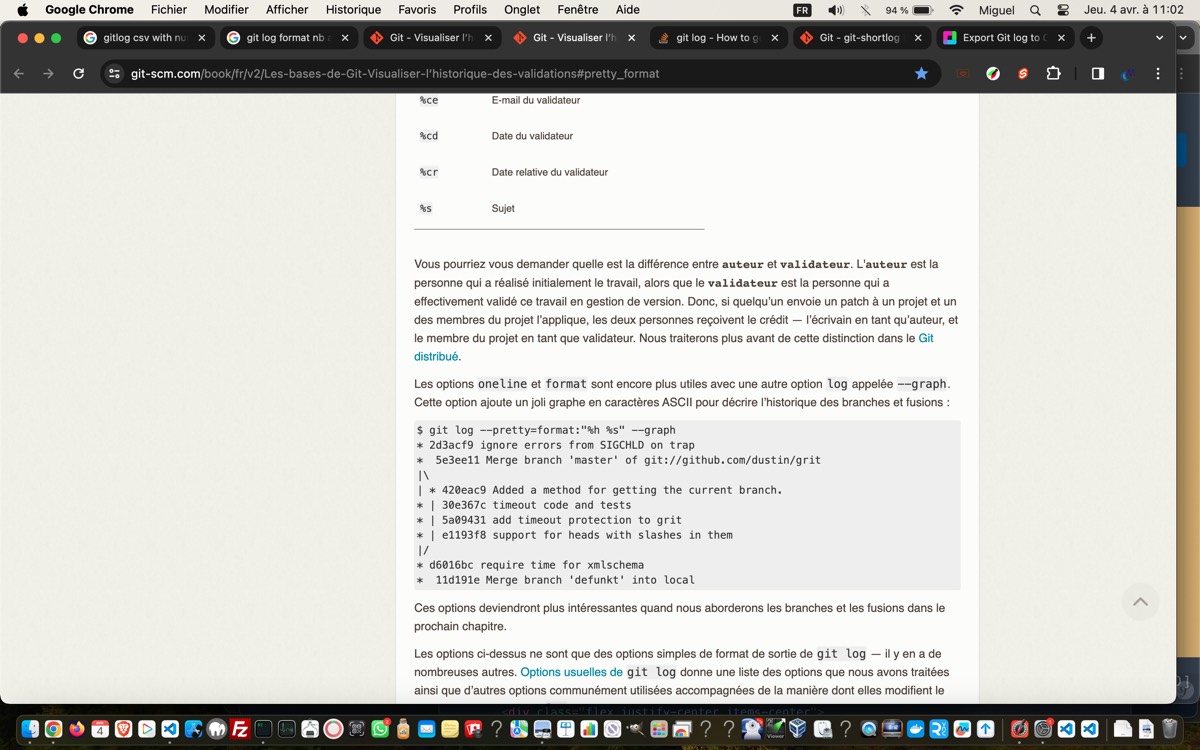 Google Chrome Fichier Modifier Afficher Historique Favoris Profils Onglet Fenêtre Aide FR 94 % Miguel Jeu. 4 avr. à 11:02
gitlog csv with nu git log format nb Git - Visualiser l'h Git - Visualiser l'h git log - How to g Git - git-shortlog Export Git log to
git-scm.com/book/fr/v2/Les-bases-de-Git-Visualiser-l'historique-des-validations#pretty_format
%ce E-mail du validateur
%cd Date du validateur
%cr Date relative du validateur
%s Sujet
Vous pourriez vous demander quelle est la différence entre auteur et validateur. L'auteur est la
personne qui a réalisé initialement le travail, alors que le validateur est la personne qui a
effectivement validé ce travail en gestion de version. Donc, si quelqu'un envoie un patch à un projet et un
des membres du projet l'applique, les deux personnes reçoivent le crédit — l'écrivain en tant qu'auteur, et
le membre du projet en tant que validateur. Nous traiterons plus avant de cette distinction dans le Git
distribué.
Les options oneline et format sont encore plus utiles avec une autre option log appelée --graph.
Cette option ajoute un joli graphe en caractères ASCII pour décrire l'historique des branches et fusions :
$ git log --pretty=format:"%h %s" --graph
* 2d3acf9 ignore errors from SIGCHLD on trap
*  5e3ee11 Merge branch 'master' of git://github.com/dustin/grit
|\
| * 420eac9 Added a method for getting the current branch.
* | 30e367c timeout code and tests
* | 5a09431 add timeout protection to grit
* | e1193f8 support for heads with slashes in them
|/
* d6016bc require time for xmlschema
*  11d191e Merge branch 'defunkt' into local
Ces options deviendront plus intéressantes quand nous aborderons les branches et les fusions dans le
prochain chapitre.
Les options ci-dessus ne sont que des options simples de format de sortie de git log — il y en a de
nombreuses autres. Options usuelles de git log donne une liste des options que nous avons traitées
ainsi que d'autres options communément utilisées accompagnées de la manière dont elles modifient le
<div class="flex justify-center items-center">